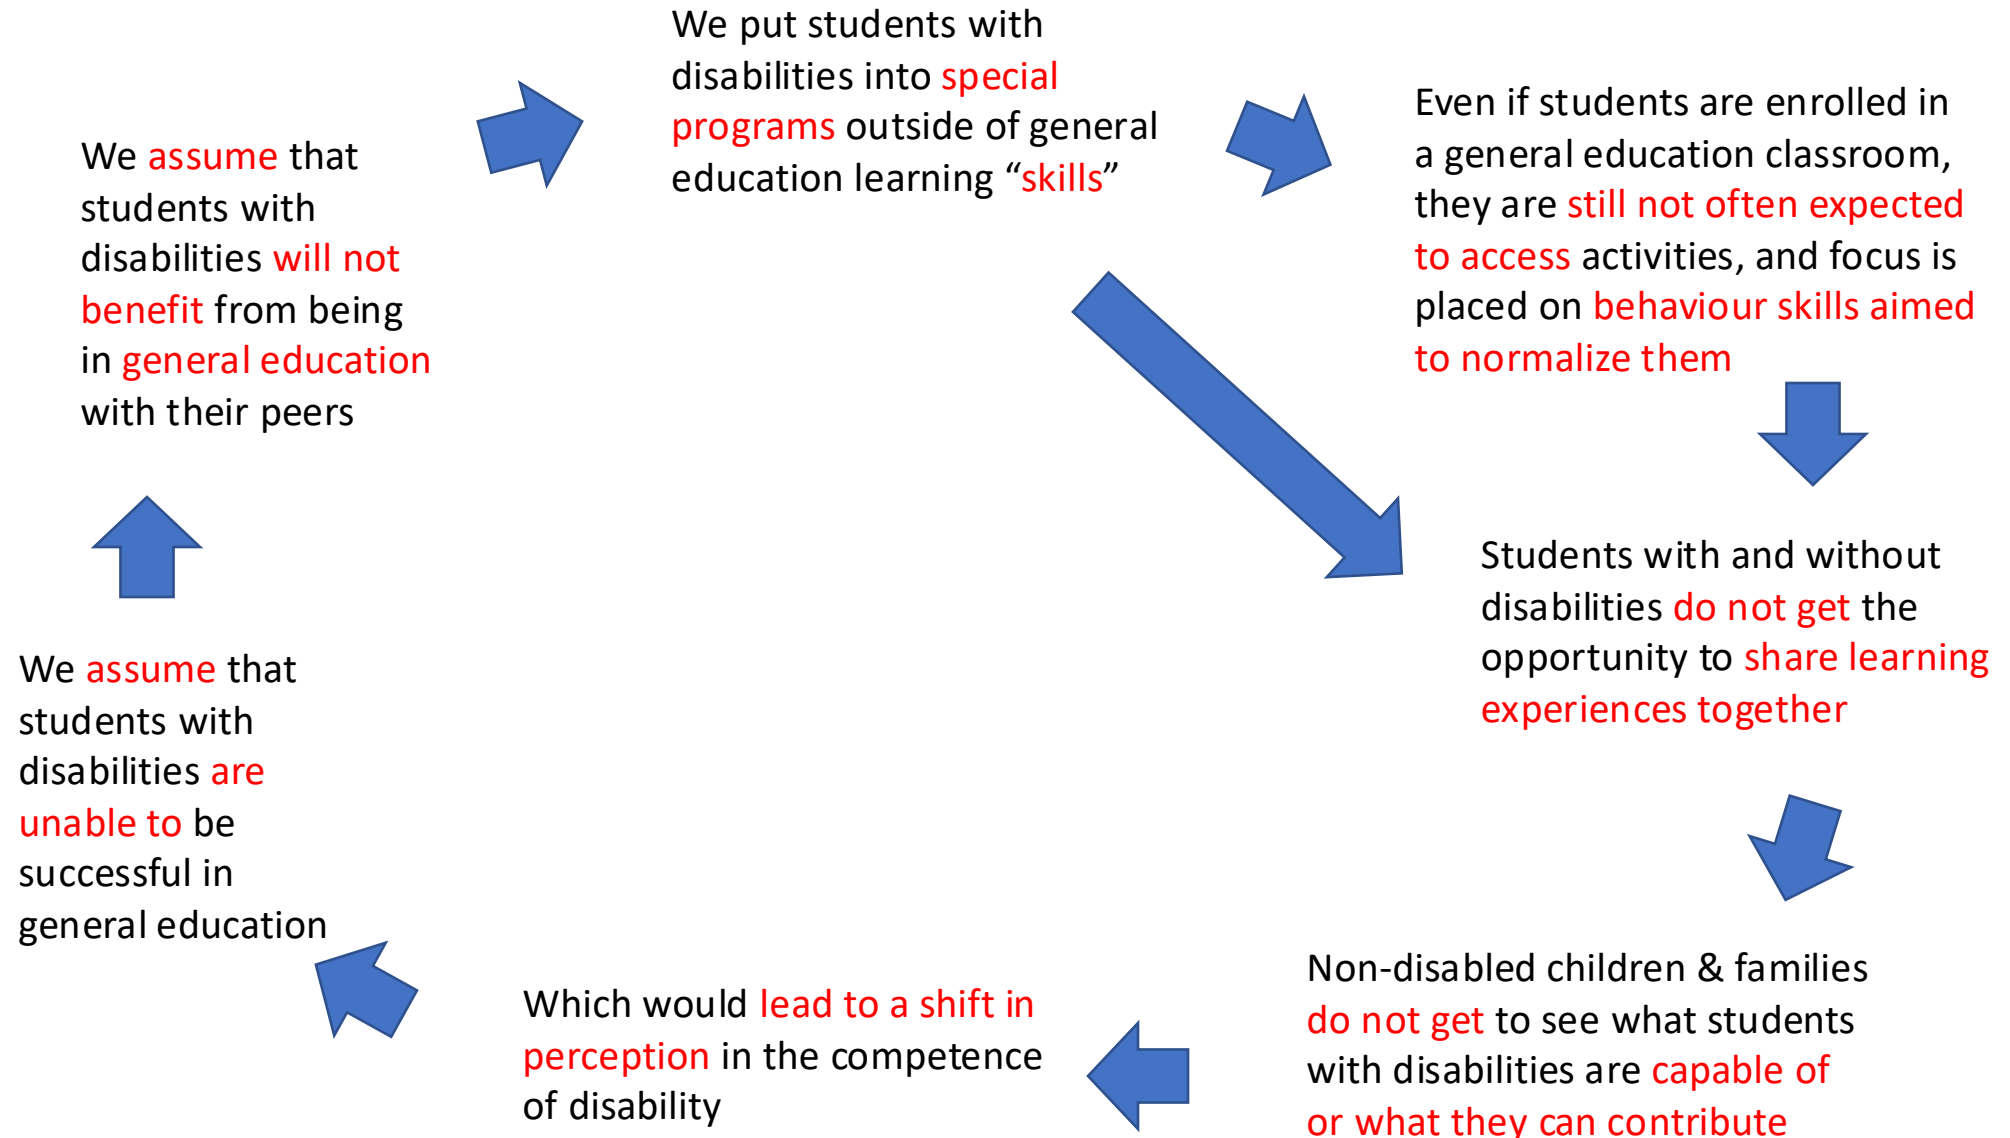 We assume that
students with
disabilities will not
benefit from being
in general education
with their peers
We put students with
disabilities into special
programs outside of general
education learning “skills”
Even if students are enrolled in
a general education classroom,
they are still not often expected
to access activities, and focus is
placed on behaviour skills aimed
to normalize them
Students with and without
disabilities do not get the
opportunity to share learning
experiences together
Non-disabled children & families
do not get to see what students
with disabilities are capable of
or what they can contribute
Which would lead to a shift in
perception in the competence
of disability
We assume that
students with
disabilities are
unable to be
successful in
general education